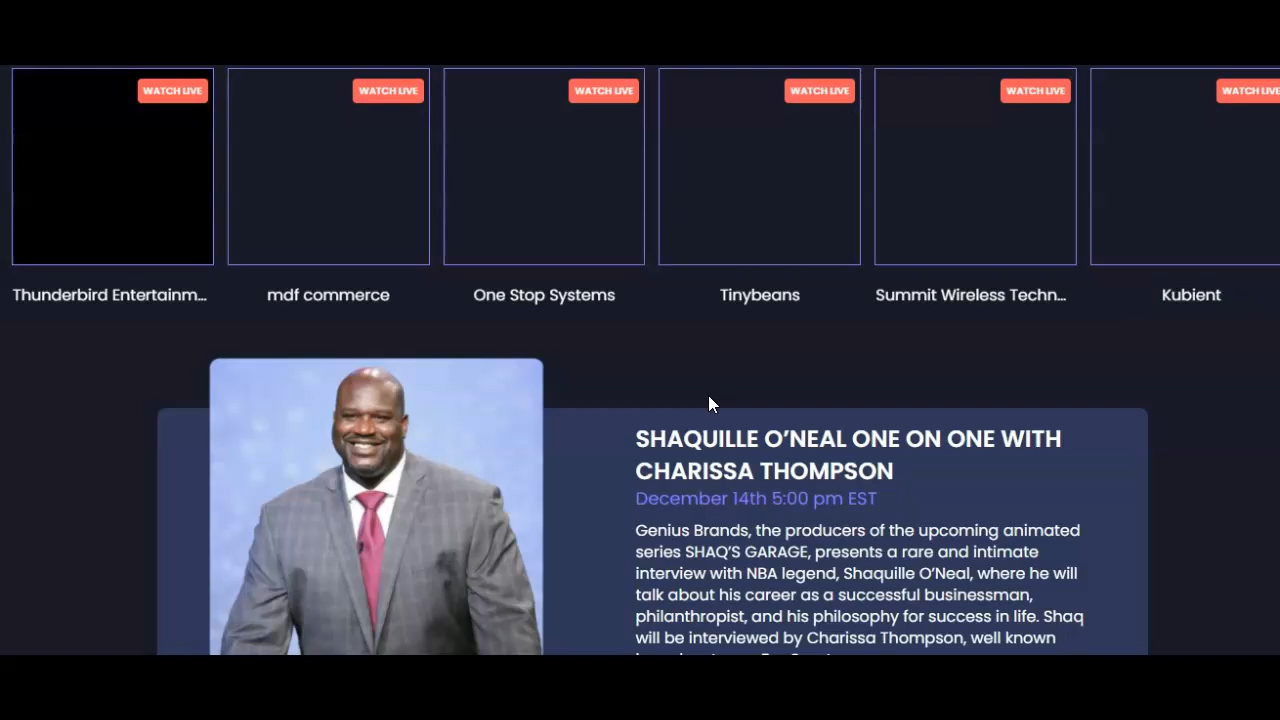 WATCH LIVE WATCH LIVE WATCH LIVE WATCH LIVE WATCH LIVE WATCH LIVE
Thunderbird Entertainm... mdf commerce One Stop Systems Tinybeans Summit Wireless Techn... Kubient
SHAQUILLE O’NEAL ONE ON ONE WITH
CHARISSA THOMPSON
December 14th 5:00 pm EST
Genius Brands, the producers of the upcoming animated
series SHAQ’S GARAGE, presents a rare and intimate
interview with NBA legend, Shaquille O’Neal, where he will
talk about his career as a successful businessman,
philanthropist, and his philosophy for success in life. Shaq
will be interviewed by Charissa Thompson, well known